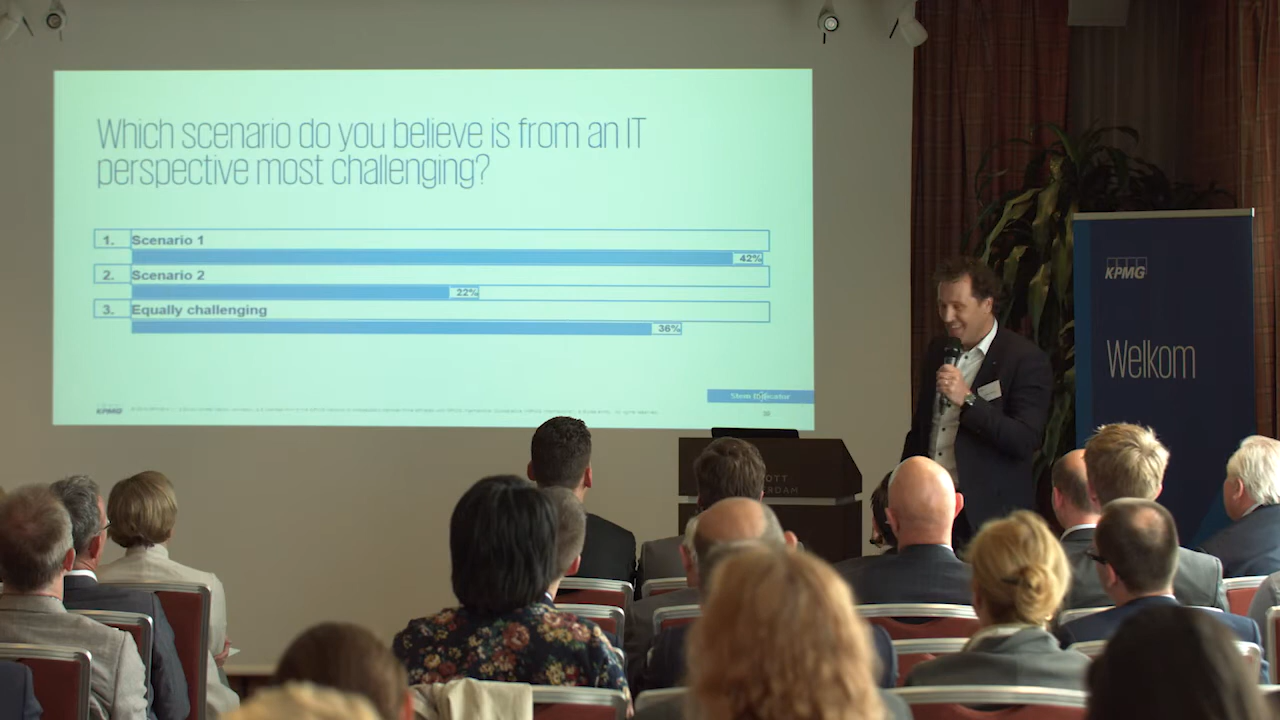 Which scenario do you believe is from an IT
perspective most challenging?
1. Scenario 1
42%
2. Scenario 2
22%
3. Equally challenging
36%
KPMG
KPMG
Welkom